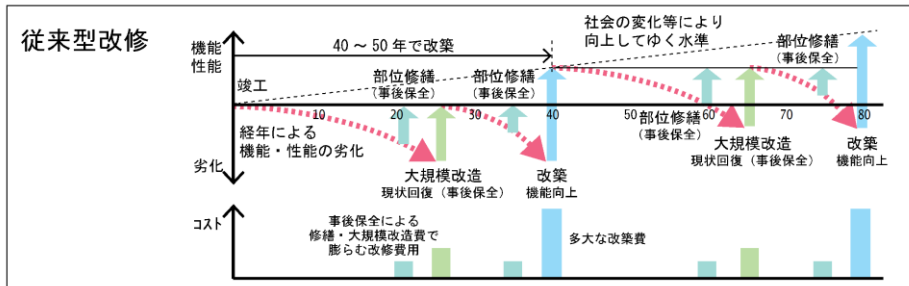 従来型改修
機能
性能
40～50年で改築
社会の変化等により
向上してゆく水準
竣工
部位修繕
（事後保全）
部位修繕
（事後保全）
部位修繕
（事後保全）
10
20
30
40
50
60
70
80
経年による
機能・性能の劣化
部位修繕
（事後保全）
劣化
大規模改造
現状回復（事後保全）
改築
機能向上
大規模改造
現状回復（事後保全）
改築
機能向上
コスト
事後保全による
修繕・大規模改造費で
膨らむ改修費用
多大な改築費